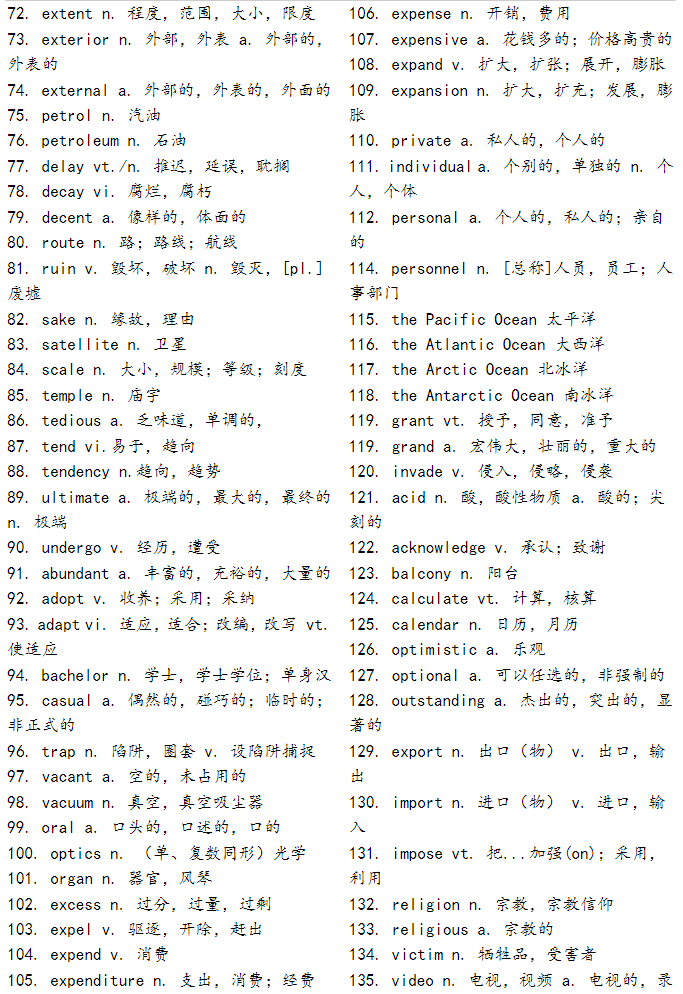 72. extent n. 程度，范围，大小，限度
73. exterior n. 外部，外表 a. 外部的，
外表的
74. external a. 外部的，外表的，外面的
75. petrol n. 汽油
76. petroleum n. 石油
77. delay vt./n. 推迟，延误，耽搁
78. decay vi. 腐烂，腐朽
79. decent a. 像样的，体面的
80. route n. 路；路线；航线
81. ruin v. 毁坏，破坏 n. 毁灭，[pl.]
废墟
82. sake n. 缘故，理由
83. satellite n. 卫星
84. scale n. 大小，规模；等级；刻度
85. temple n. 庙宇
86. tedious a. 乏味道，单调的，
87. tend vi.易于，趋向
88. tendency n.趋向，趋势
89. ultimate a. 极端的，最大的，最终的
n. 极端
90. undergo v. 经历，遭受
91. abundant a. 丰富的，充裕的，大量的
92. adopt v. 收养；采用；采纳
93. adapt vi. 适应，适合；改编，改写 vt.
使适应
94. bachelor n. 学士，学士学位；单身汉
95. casual a. 偶然的，碰巧的；临时的；
非正式的
96. trap n. 陷阱，圈套 v. 设陷阱捕捉
97. vacant a. 空的，未占用的
98. vacuum n. 真空，真空吸尘器
99. oral a. 口头的，口述的，口的
100. optics n. （单、复数同形）光学
101. organ n. 器官，风琴
102. excess n. 过分，过量，过剩
103. expel v. 驱逐，开除，赶出
104. expend v. 消费
105. expenditure n. 支出，消费；经费
106. expense n. 开销，费用
107. expensive a. 花钱多的；价格高贵的
108. expand v. 扩大，扩张；展开，膨胀
109. expansion n. 扩大，扩充；发展，膨
胀
110. private a. 私人的，个人的
111. individual a. 个别的，单独的 n. 个
人，个体
112. personal a. 个人的，私人的；亲自
的
114. personnel n. [总称]人员，员工；人
事部门
115. the Pacific Ocean 太平洋
116. the Atlantic Ocean 大西洋
117. the Arctic Ocean 北冰洋
118. the Antarctic Ocean 南冰洋
119. grant vt. 授予，同意，准予
119. grand a. 宏伟大，壮丽的，重大的
120. invade v. 侵入，侵略，侵袭
121. acid n. 酸，酸性物质 a. 酸的；尖
刻的
122. acknowledge v. 承认；致谢
123. balcony n. 阳台
124. calculate vt. 计算，核算
125. calendar n. 日历，月历
126. optimistic a. 乐观
127. optional a. 可以任选的，非强制的
128. outstanding a. 杰出的，突出的，显
著的
129. export n. 出口（物） v. 出口，输
出
130. import n. 进口（物） v. 进口，输
入
131. impose vt. 把...加强(on)；采用，
利用
132. religion n. 宗教，宗教信仰
133. religious a. 宗教的
134. victim n. 牺牲品，受害者
135. video n. 电视，视频 a. 电视的，录